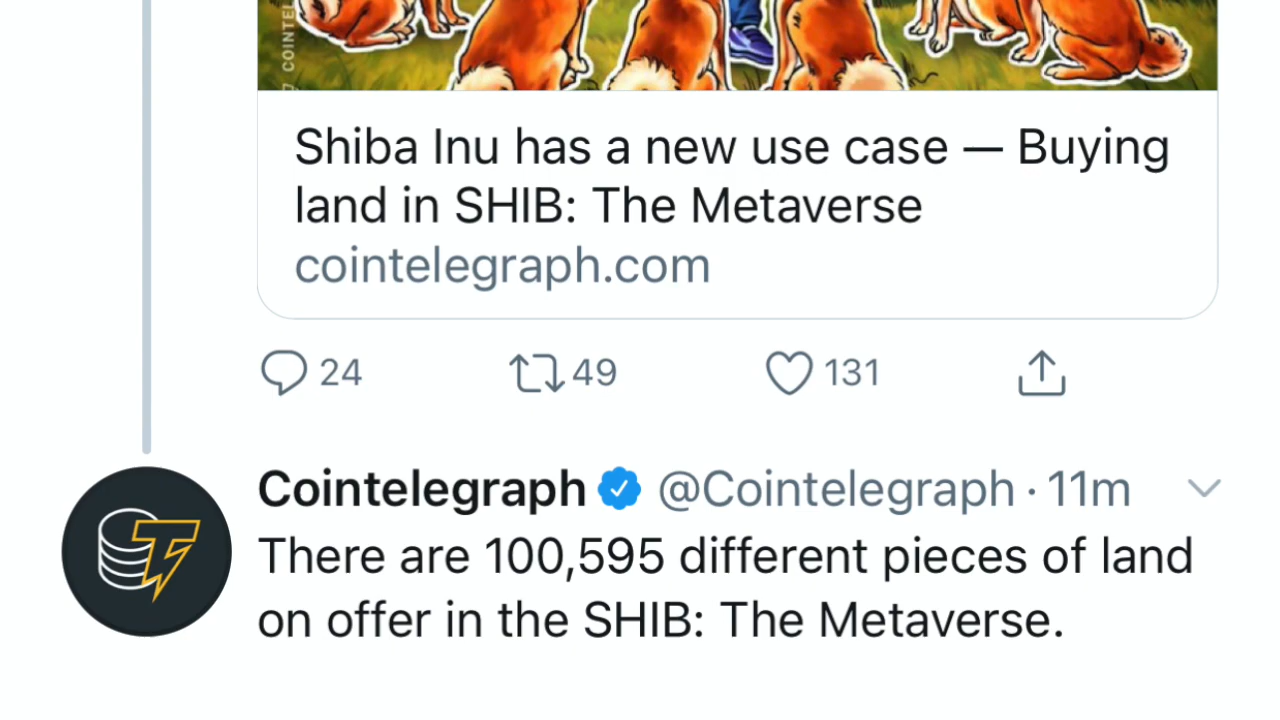 COINTEL
Shiba Inu has a new use case — Buying
land in SHIB: The Metaverse
cointelegraph.com
24 49 131
Cointelegraph @Cointelegraph · 11m
There are 100,595 different pieces of land
on offer in the SHIB: The Metaverse.